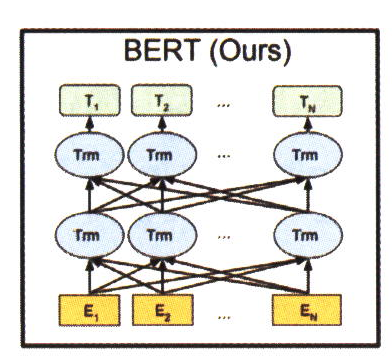 BERT (Ours)
T₁ T₂ ... Tₙ
Trm Trm ... Trm
Trm Trm ... Trm
E₁ E₂ ... Eₙ